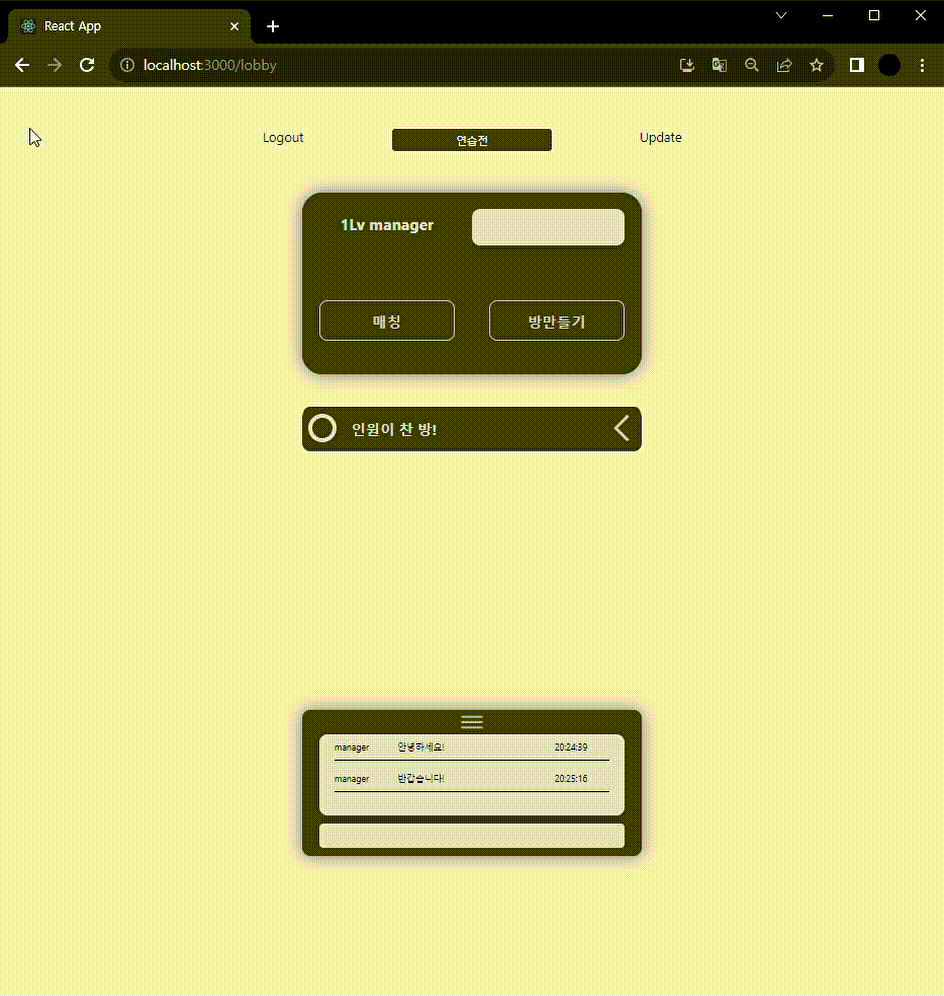 React App
localhost:3000/lobby
Logout 연습전 Update
1Lv manager
매칭 방만들기
인원이 찬 방!
manager 안녕하세요! 20:24:39
manager 반갑습니다! 20:25:16